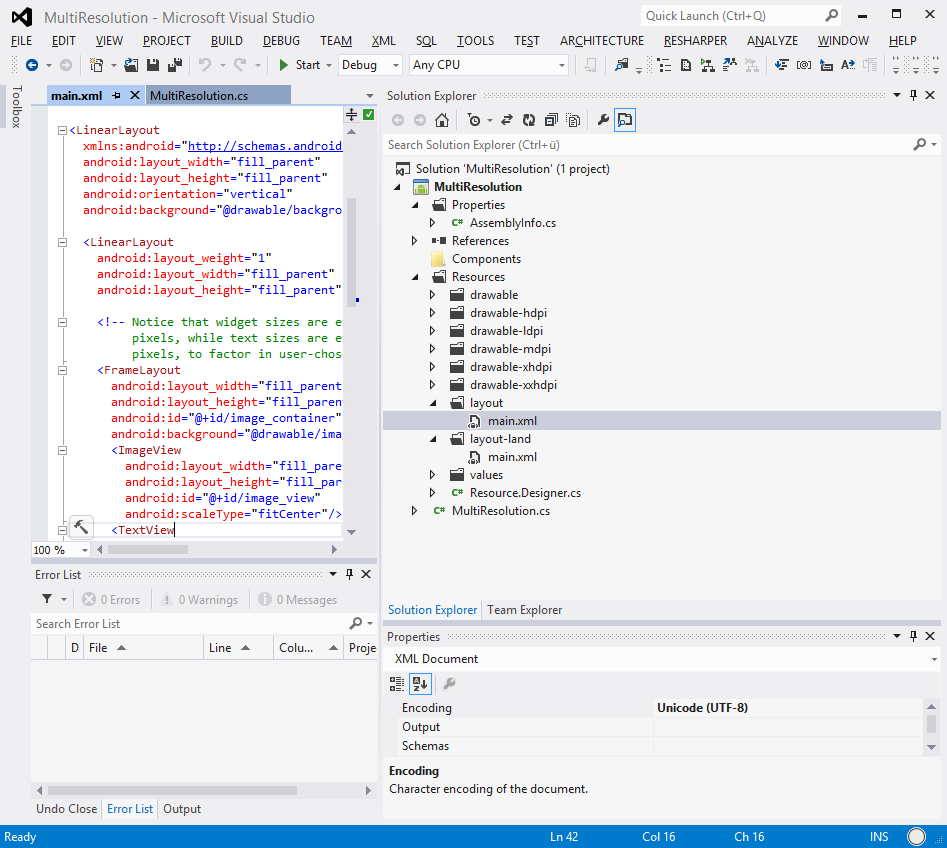 MultiResolution - Microsoft Visual Studio
Quick Launch (Ctrl+Q)
FILE EDIT VIEW PROJECT BUILD DEBUG TEAM XML SQL TOOLS TEST ARCHITECTURE RESHARPER ANALYZE WINDOW HELP
Start Debug Any CPU
Toolbox
main.xml MultiResolution.cs
<LinearLayout
xmlns:android="http://schemas.android
android:layout_width="fill_parent"
android:layout_height="fill_parent"
android:orientation="vertical"
android:background="@drawable/backgro
<LinearLayout
android:layout_weight="1"
android:layout_width="fill_parent"
android:layout_height="fill_parent"
<!-- Notice that widget sizes are e
pixels, while text sizes are e
pixels, to factor in user-chos
<FrameLayout
android:layout_width="fill_parent
android:layout_height="fill_paren
android:id="@+id/image_container"
android:background="@drawable/ima
<ImageView
android:layout_width="fill_pare
android:layout_height="fill_par
android:id="@+id/image_view"
android:scaleType="fitCenter"/>
<TextView
100 %
Error List
0 Errors 0 Warnings 0 Messages
Search Error List
D File Line Colu... Proje
Undo Close Error List Output
Solution Explorer
Search Solution Explorer (Ctrl+ü)
Solution 'MultiResolution' (1 project)
MultiResolution
Properties
C# AssemblyInfo.cs
References
Components
Resources
drawable
drawable-hdpi
drawable-ldpi
drawable-mdpi
drawable-xhdpi
drawable-xxhdpi
layout
main.xml
layout-land
main.xml
values
C# Resource.Designer.cs
C# MultiResolution.cs
Solution Explorer Team Explorer
Properties
XML Document
Encoding Unicode (UTF-8)
Output
Schemas
Encoding
Character encoding of the document.
Ready Ln 42 Col 16 Ch 16 INS